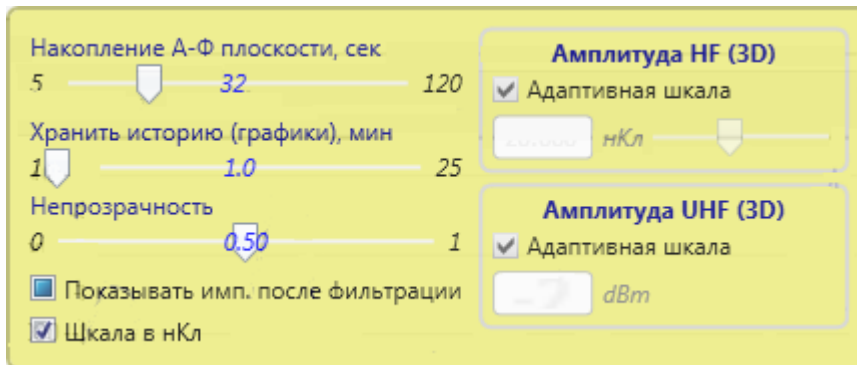 Накопление А-Ф плоскости, сек
5 32 120
Хранить историю (графики), мин
1.0 25
Непрозрачность
0 0.50 1
Показывать имп. после фильтрации
Шкала в нКл
Амплитуда HF (3D)
Адаптивная шкала
нКл
Амплитуда UHF (3D)
Адаптивная шкала
dBm